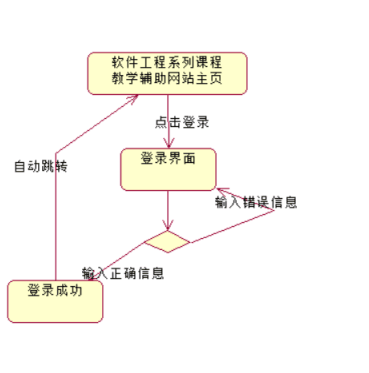 软件工程系列课程
教学辅助网站主页
点击登录
登录界面
自动跳转
输入错误信息
输入正确信息
登录成功